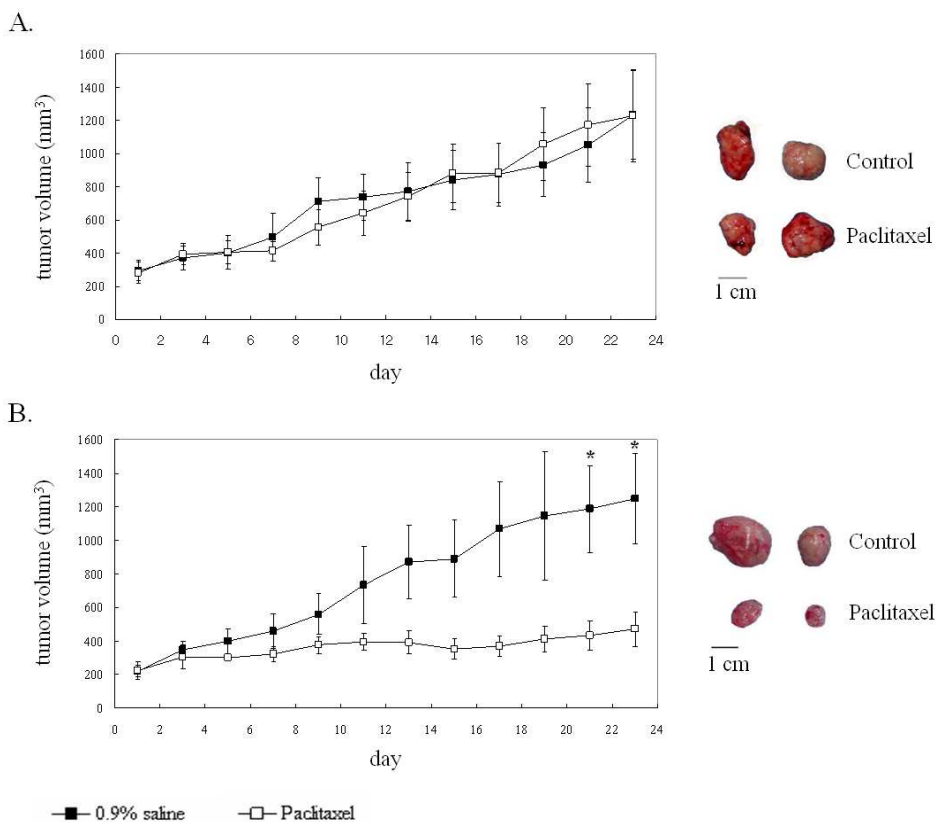 A.
tumor volume (mm³)
1600
1400
1200
1000
800
600
400
200
0
0 2 4 6 8 10 12 14 16 18 20 22 24
day
Control
Paclitaxel
1 cm
B.
tumor volume (mm³)
1600
1400
1200
1000
800
600
400
200
0
* *
0 2 4 6 8 10 12 14 16 18 20 22 24
day
Control
Paclitaxel
1 cm
0.9% saline Paclitaxel